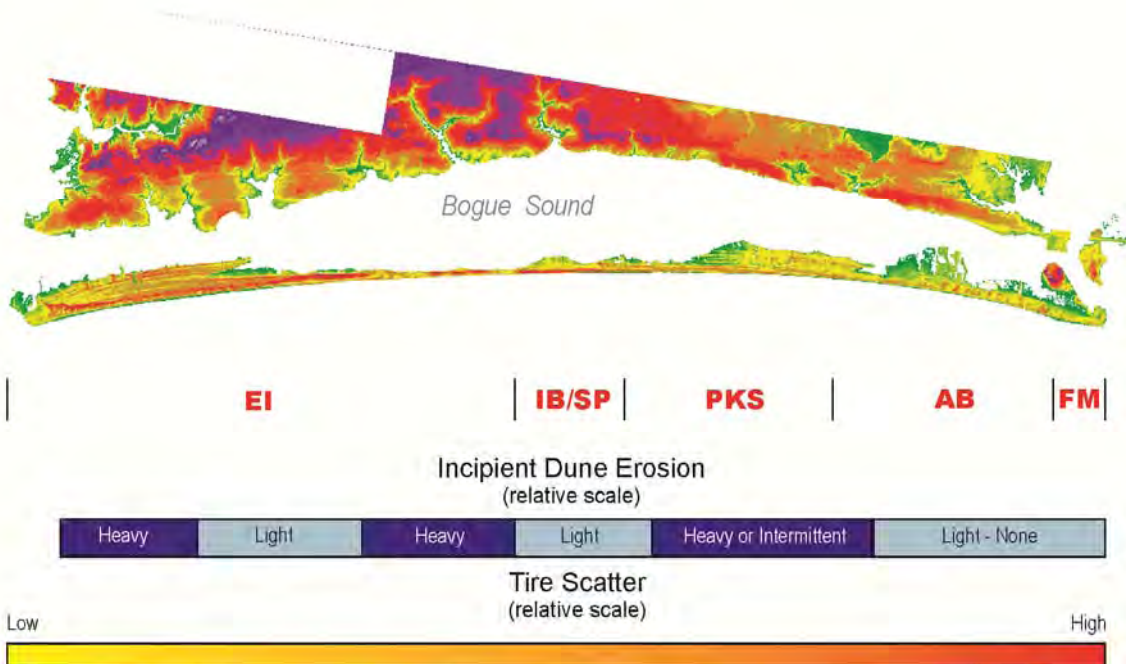 Bogue Sound
EI IB/SP PKS AB FM
Incipient Dune Erosion
(relative scale)
Heavy Light Heavy Light Heavy or Intermittent Light - None
Tire Scatter
(relative scale)
Low High